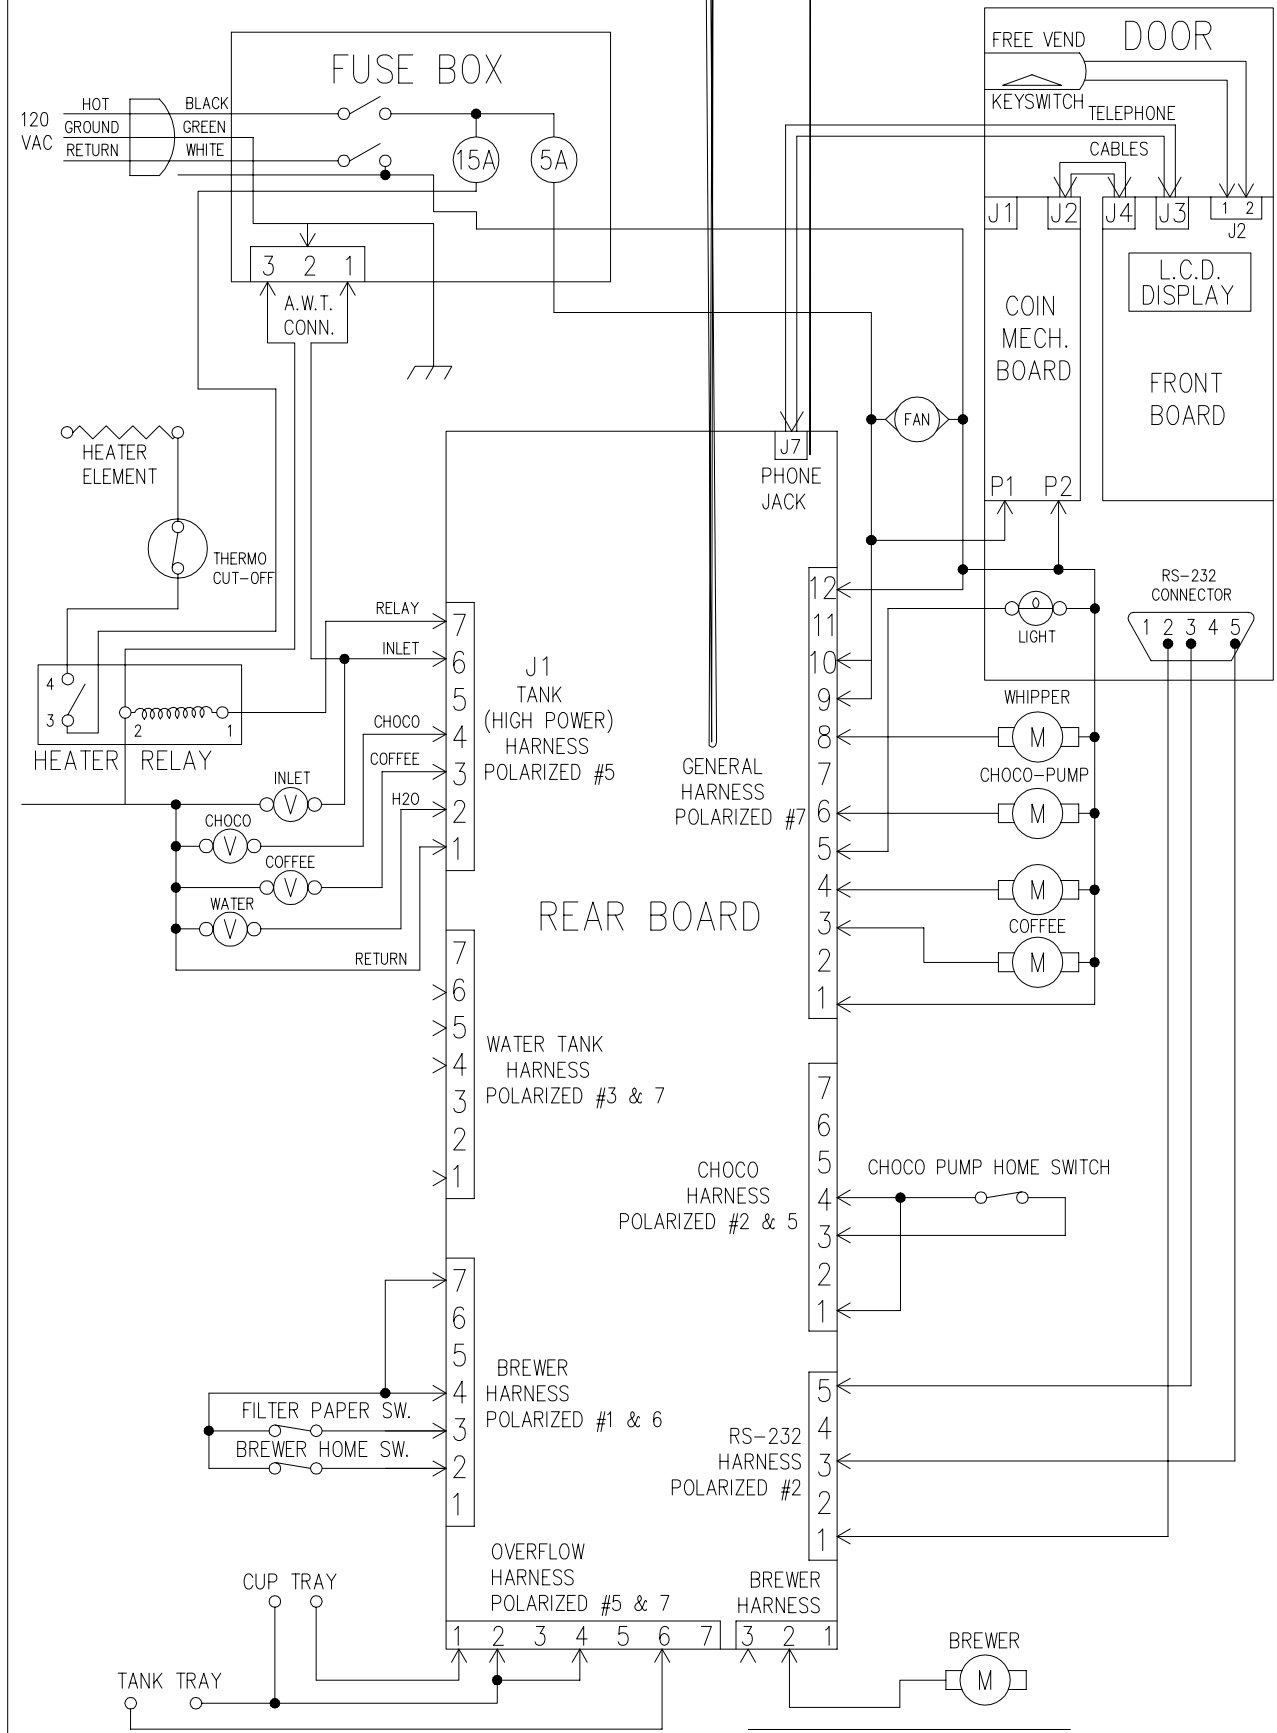 FUSE BOX
120
VAC
HOT
BLACK
GROUND
GREEN
RETURN
WHITE
15A
5A
3 2 1
A.W.T.
CONN.
DOOR
FREE VEND
KEYSWITCH
TELEPHONE
CABLES
J1
J2
J4
J3
1 2
J2
L.C.D.
DISPLAY
COIN
MECH.
BOARD
FRONT
BOARD
P1 P2
FAN
J7
PHONE
JACK
HEATER
ELEMENT
THERMO
CUT-OFF
4
3
2
1
HEATER RELAY
RELAY
INLET
CHOCO
COFFEE
H2O
RETURN
INLET
V
CHOCO
V
COFFEE
V
WATER
V
7
6
5
4
3
2
1
J1
TANK
(HIGH POWER)
HARNESS
POLARIZED #5
GENERAL
HARNESS
POLARIZED #7
12
11
10
9
8
7
6
5
4
3
2
1
LIGHT
RS-232
CONNECTOR
1 2 3 4 5
WHIPPER
M
CHOCO-PUMP
M
M
COFFEE
M
REAR BOARD
7
6
5
4
3
2
1
WATER TANK
HARNESS
POLARIZED #3 & 7
7
6
5
4
3
2
1
CHOCO
HARNESS
POLARIZED #2 & 5
CHOCO PUMP HOME SWITCH
7
6
5
4
3
2
1
BREWER
HARNESS
POLARIZED #1 & 6
FILTER PAPER SW.
BREWER HOME SW.
5
4
3
2
1
RS-232
HARNESS
POLARIZED #2
OVERFLOW
HARNESS
POLARIZED #5 & 7
1 2 3 4 5 6 7
BREWER
HARNESS
3 2 1
CUP TRAY
TANK TRAY
BREWER
M